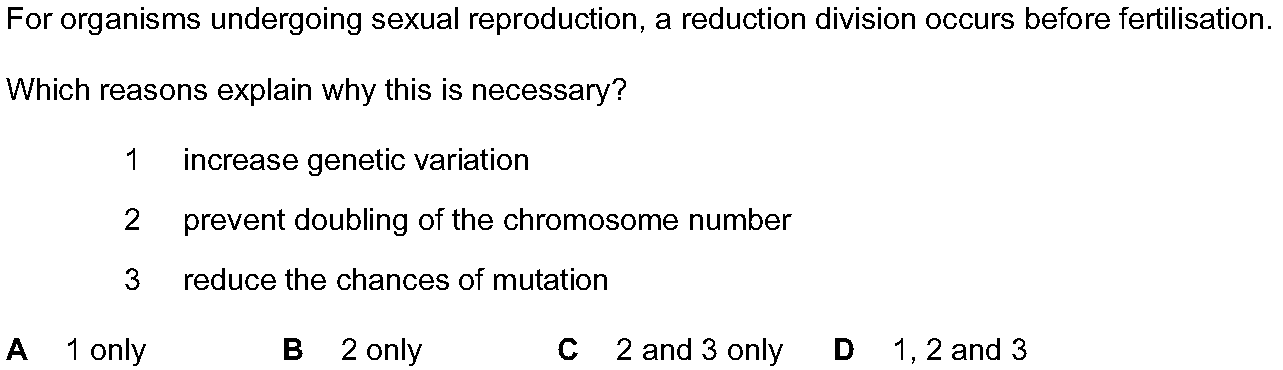 For organisms undergoing sexual reproduction, a reduction division occurs before fertilisation.
Which reasons explain why this is necessary?
1 increase genetic variation
2 prevent doubling of the chromosome number
3 reduce the chances of mutation
A 1 only B 2 only C 2 and 3 only D 1, 2 and 3